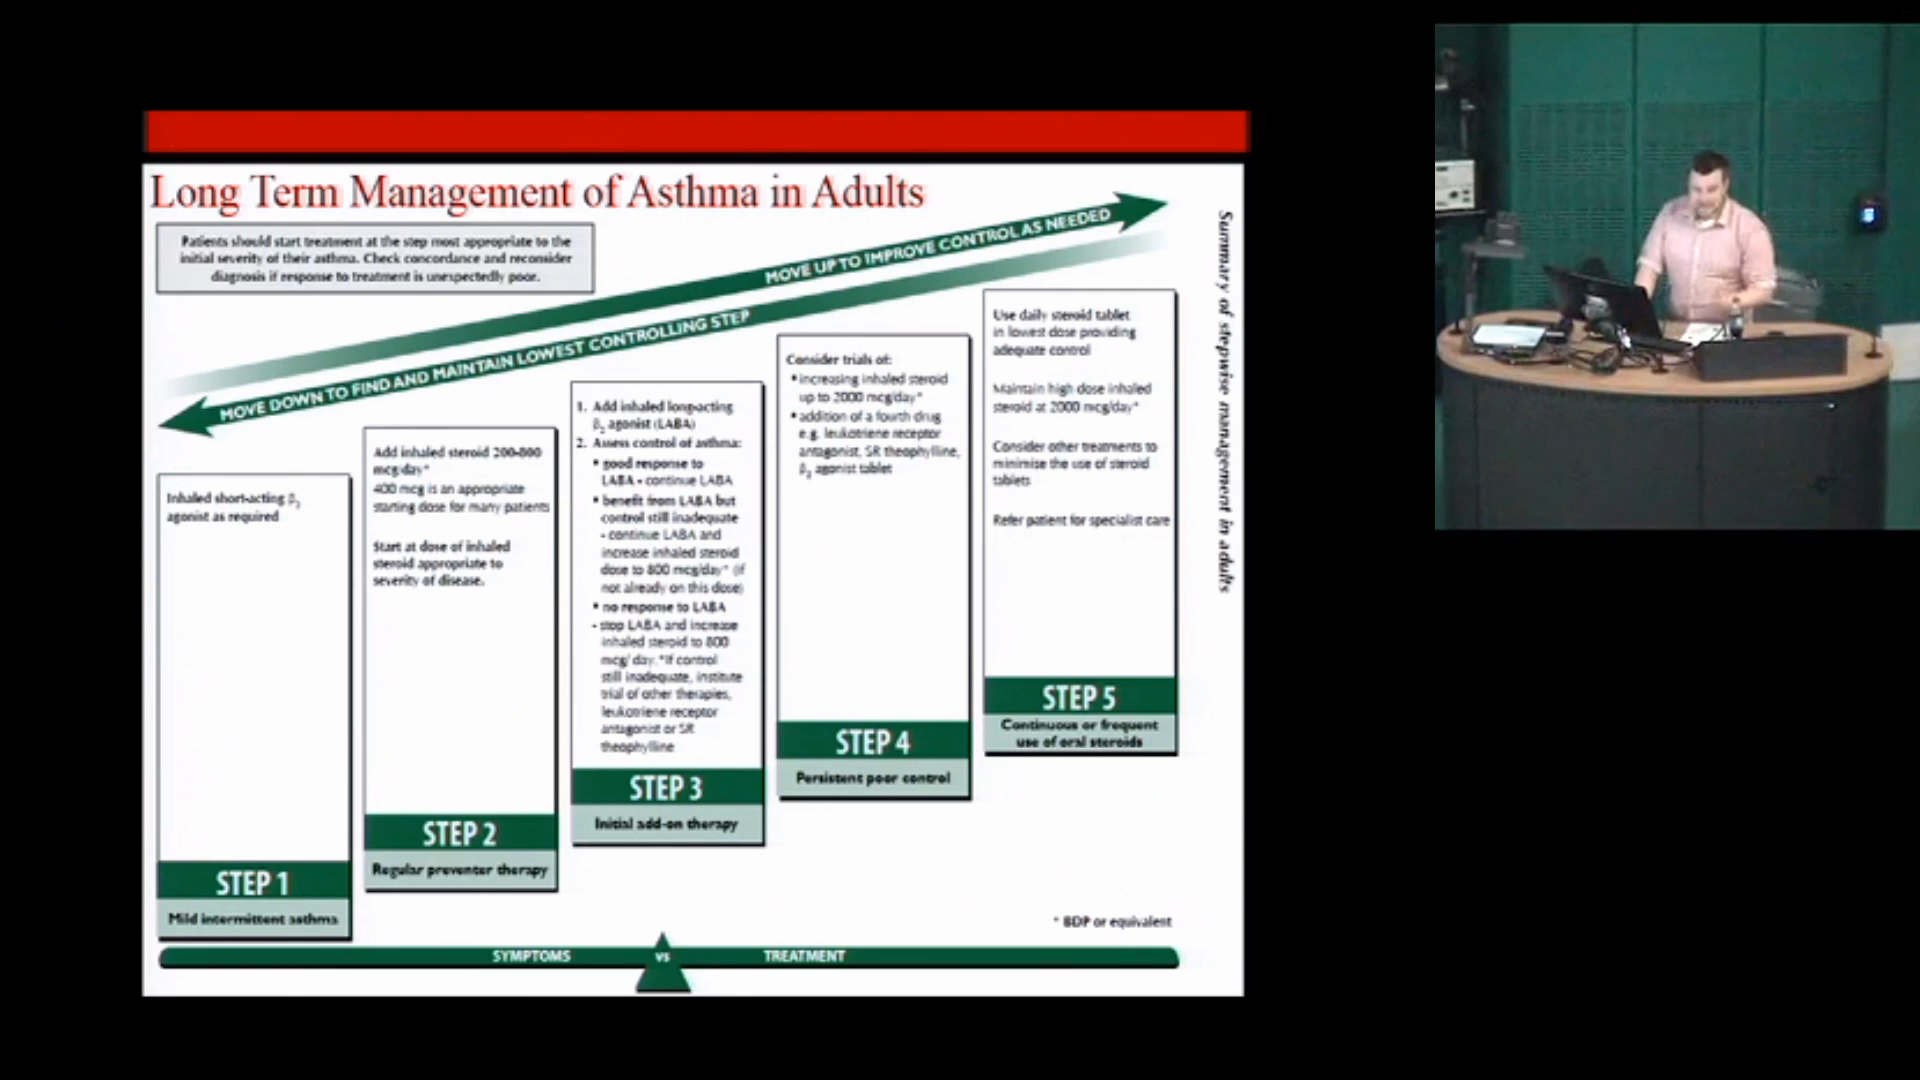 Long Term Management of Asthma in Adults
Patients should start treatment at the step most appropriate to the
initial severity of their asthma. Check concordance and reconsider
diagnosis if response to treatment is unexpectedly poor.
MOVE UP TO IMPROVE CONTROL AS NEEDED
MOVE DOWN TO FIND AND MAINTAIN LOWEST CONTROLLING STEP
Inhaled short-acting β₂
agonist as required
STEP 1
Mild intermittent asthma
Add inhaled steroid 200-800
mcg/day*
400 mcg is an appropriate
starting dose for many patients
Start at dose of inhaled
steroid appropriate to
severity of disease.
STEP 2
Regular preventer therapy
1. Add inhaled long-acting
β₂ agonist (LABA)
2. Assess control of asthma:
• good response to
LABA - continue LABA
• benefit from LABA but
control still inadequate
- continue LABA and
increase inhaled steroid
dose to 800 mcg/day* (if
not already on this dose)
• no response to LABA
- stop LABA and increase
inhaled steroid to 800
mcg/ day.*If control
still inadequate, institute
trial of other therapies,
leukotriene receptor
antagonist or SR
theophylline
STEP 3
Initial add-on therapy
Consider trials of:
• increasing inhaled steroid
up to 2000 mcg/day*
• addition of a fourth drug
e.g. leukotriene receptor
antagonist, SR theophylline,
β₂ agonist tablet
STEP 4
Persistent poor control
Use daily steroid tablet
in lowest dose providing
adequate control
Maintain high dose inhaled
steroid at 2000 mcg/day*
Consider other treatments to
minimise the use of steroid
tablets
Refer patient for specialist care
STEP 5
Continuous or frequent
use of oral steroids
Summary of stepwise management in adults
* BDP or equivalent
SYMPTOMS vs TREATMENT